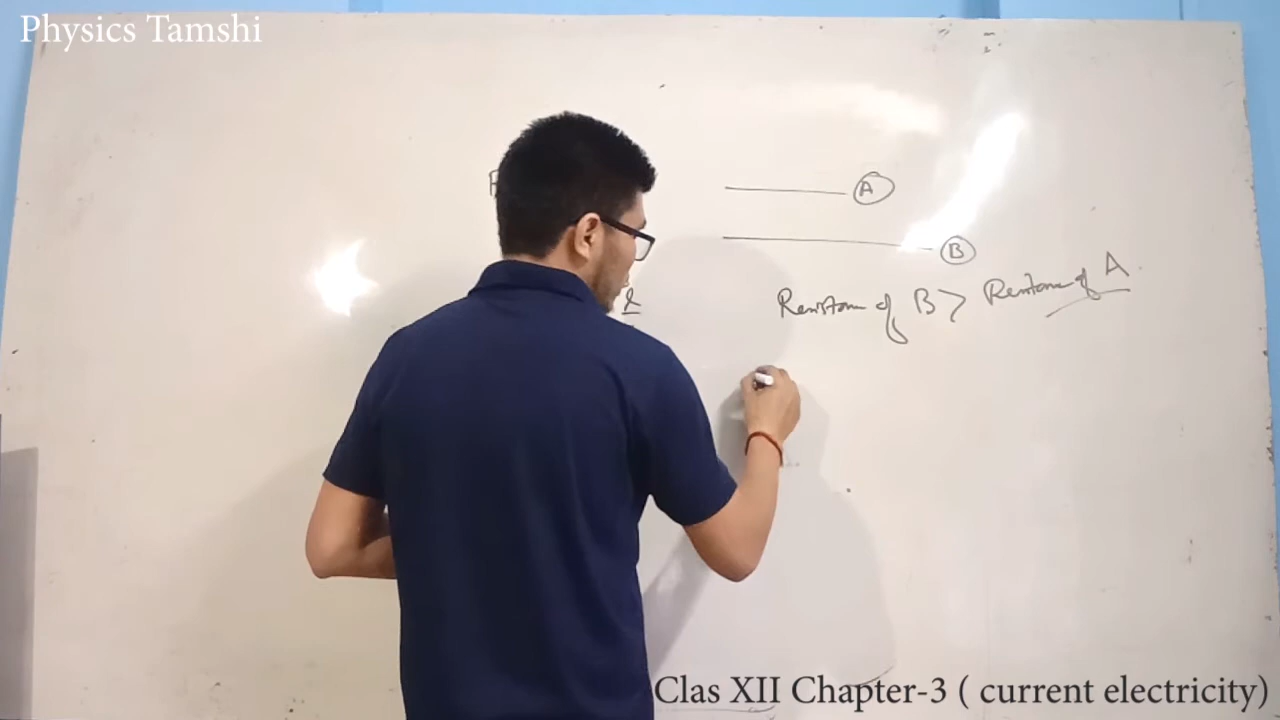 Physics Tamshi
A
B
Resistance of B > Resistance of A
Clas XII Chapter-3 ( current electricity)